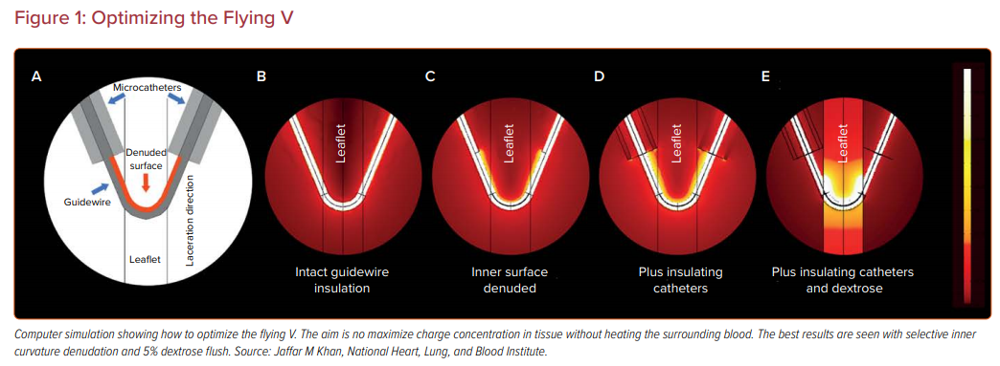 Figure 1: Optimizing the Flying V
A
B
C
D
E
Microcatheters
Denuded
surface
Guidewire
Laceration direction
Leaflet
Leaflet
Leaflet
Leaflet
Leaflet
Intact guidewire
insulation
Inner surface
denuded
Plus insulating
catheters
Plus insulating catheters
and dextrose
Computer simulation showing how to optimize the flying V. The aim is no maximize charge concentration in tissue without heating the surrounding blood. The best results are seen with selective inner
curvature denudation and 5% dextrose flush. Source: Jaffar M Khan, National Heart, Lung, and Blood Institute.